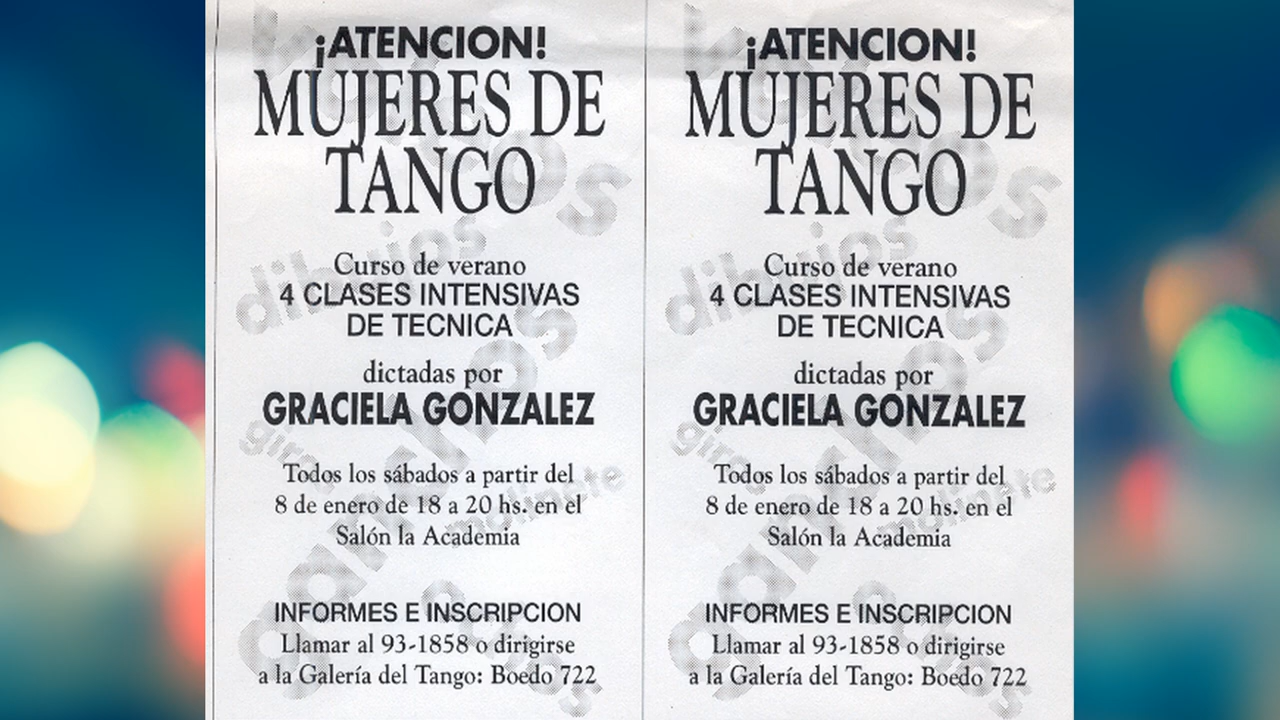 ¡ATENCION!
MUJERES DE
TANGO
Curso de verano
4 CLASES INTENSIVAS
DE TECNICA
dictadas por
GRACIELA GONZALEZ
Todos los sábados a partir del
8 de enero de 18 a 20 hs. en el
Salón la Academia
INFORMES E INSCRIPCION
Llamar al 93-1858 o dirigirse
a la Galería del Tango: Boedo 722
dibujos
ganchos
¡ATENCION!
MUJERES DE
TANGO
Curso de verano
4 CLASES INTENSIVAS
DE TECNICA
dictadas por
GRACIELA GONZALEZ
Todos los sábados a partir del
8 de enero de 18 a 20 hs. en el
Salón la Academia
INFORMES E INSCRIPCION
Llamar al 93-1858 o dirigirse
a la Galería del Tango: Boedo 722
dibujos
ganchos